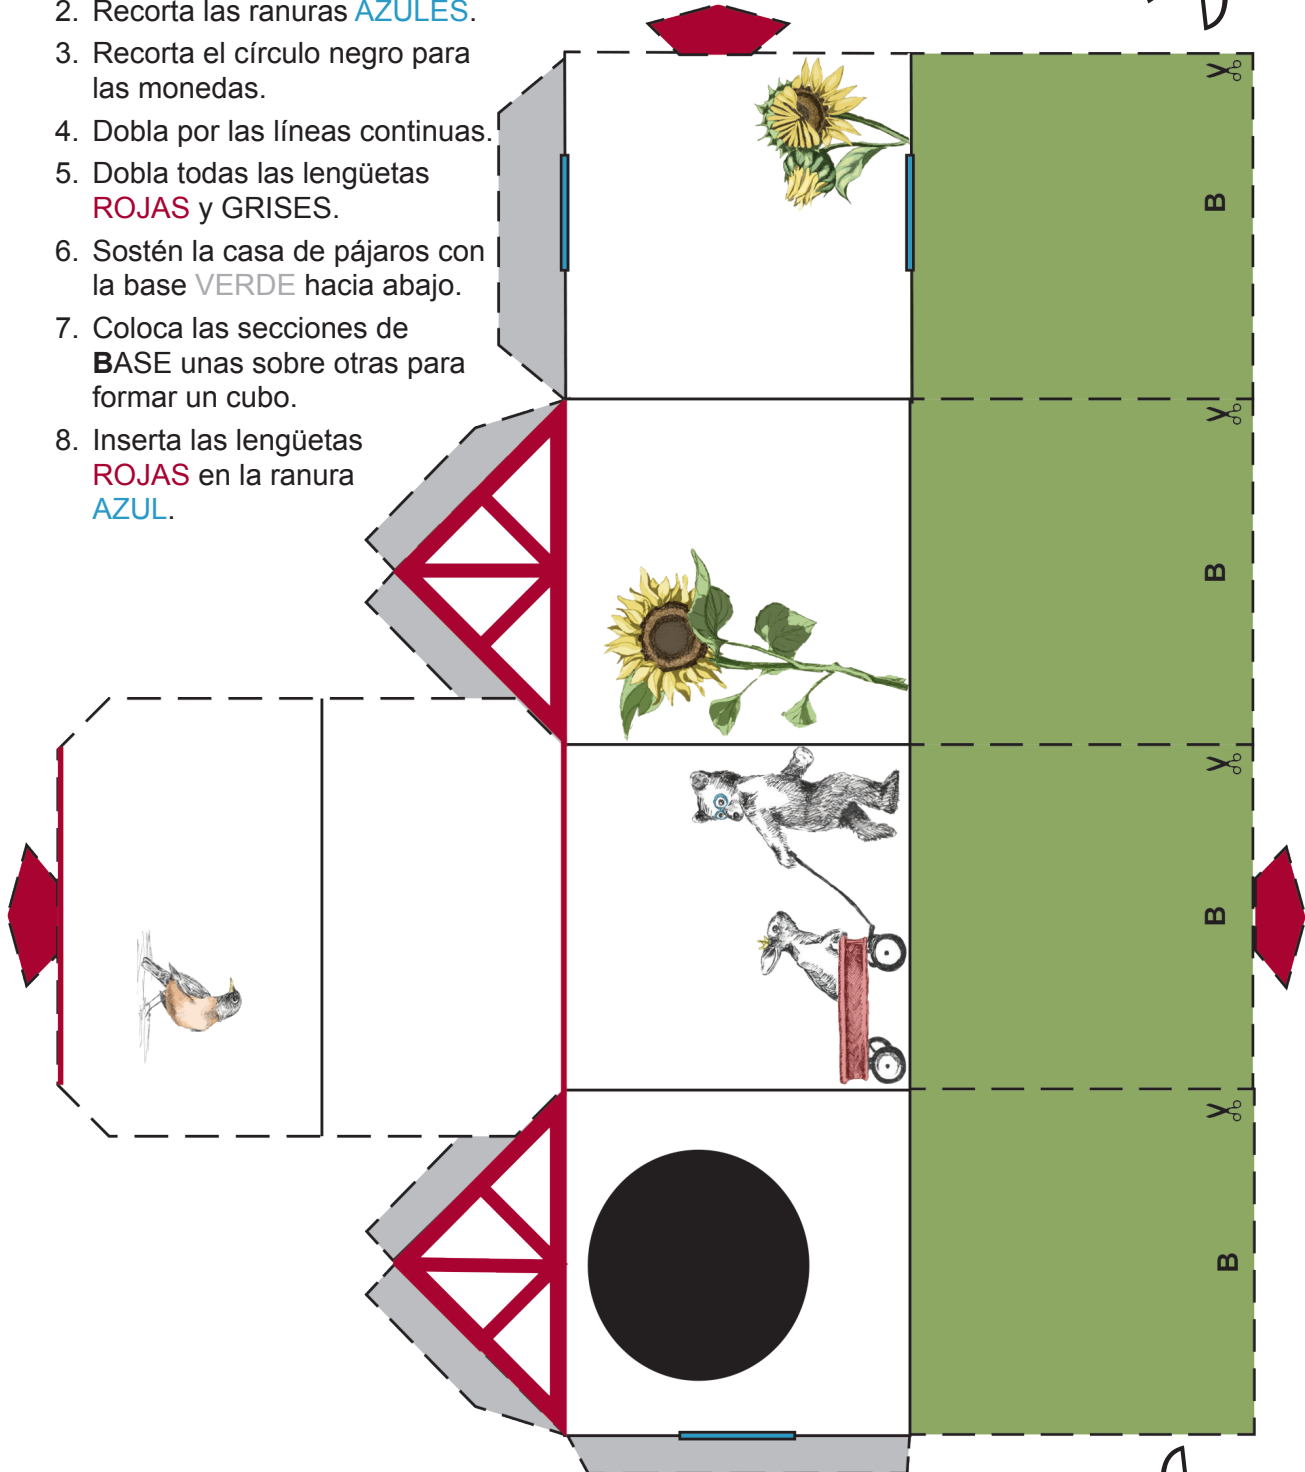 2. Recorta las ranuras AZULES.
3. Recorta el círculo negro para
las monedas.
4. Dobla por las líneas continuas.
5. Dobla todas las lengüetas
ROJAS y GRISES.
6. Sostén la casa de pájaros con
la base VERDE hacia abajo.
7. Coloca las secciones de
BASE unas sobre otras para
formar un cubo.
8. Inserta las lengüetas
ROJAS en la ranura
AZUL.
B
B
B
B